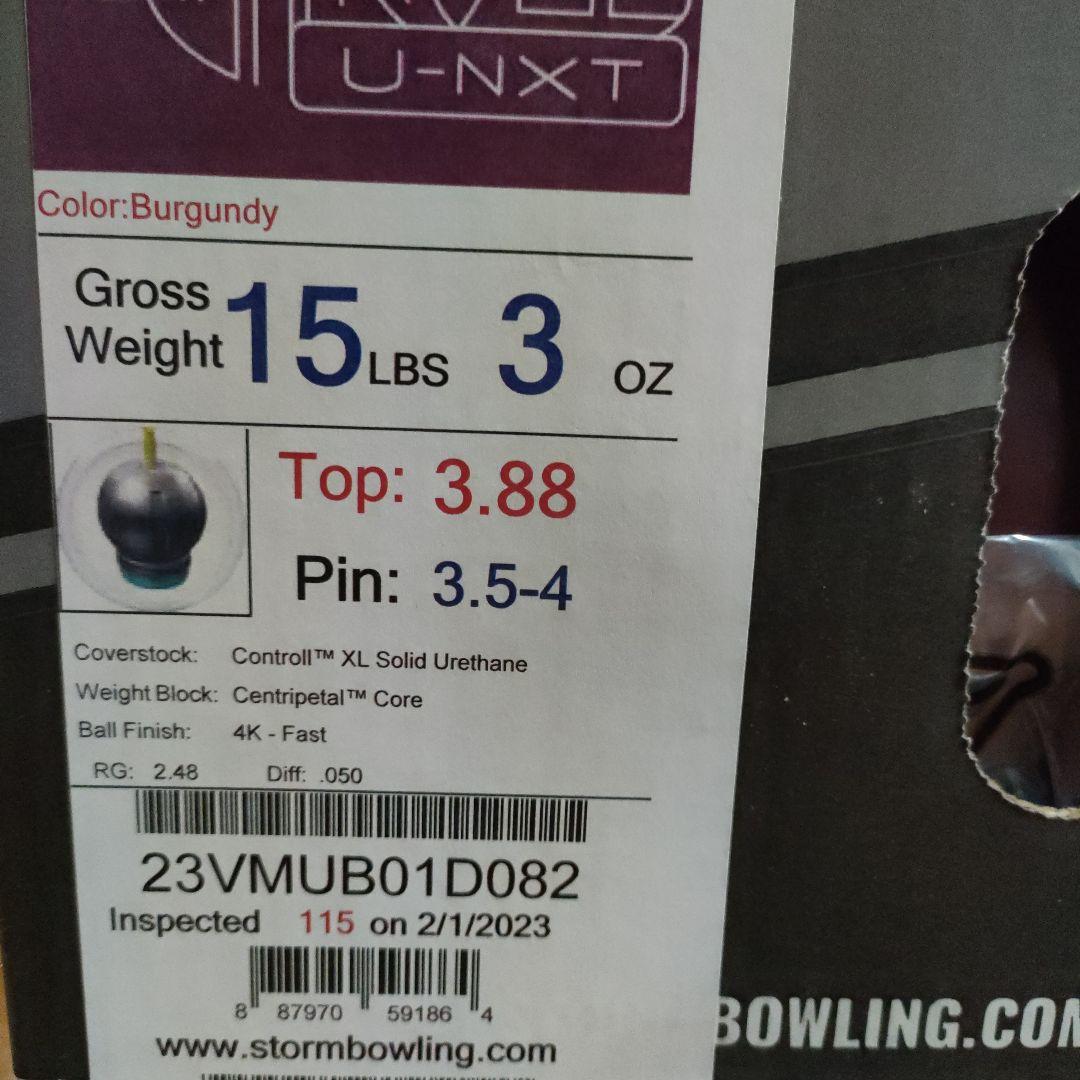 U-NXT
Color:Burgundy
Gross
Weight 15 LBS 3 OZ
Top: 3.88
Pin: 3.5-4
Coverstock: Controll™ XL Solid Urethane
Weight Block: Centripetal™ Core
Ball Finish: 4K - Fast
RG: 2.48 Diff: .050
23VMUB01D082
Inspected 115 on 2/1/2023
8 87970 59186 4
www.stormbowling.com
BOWLING.COM